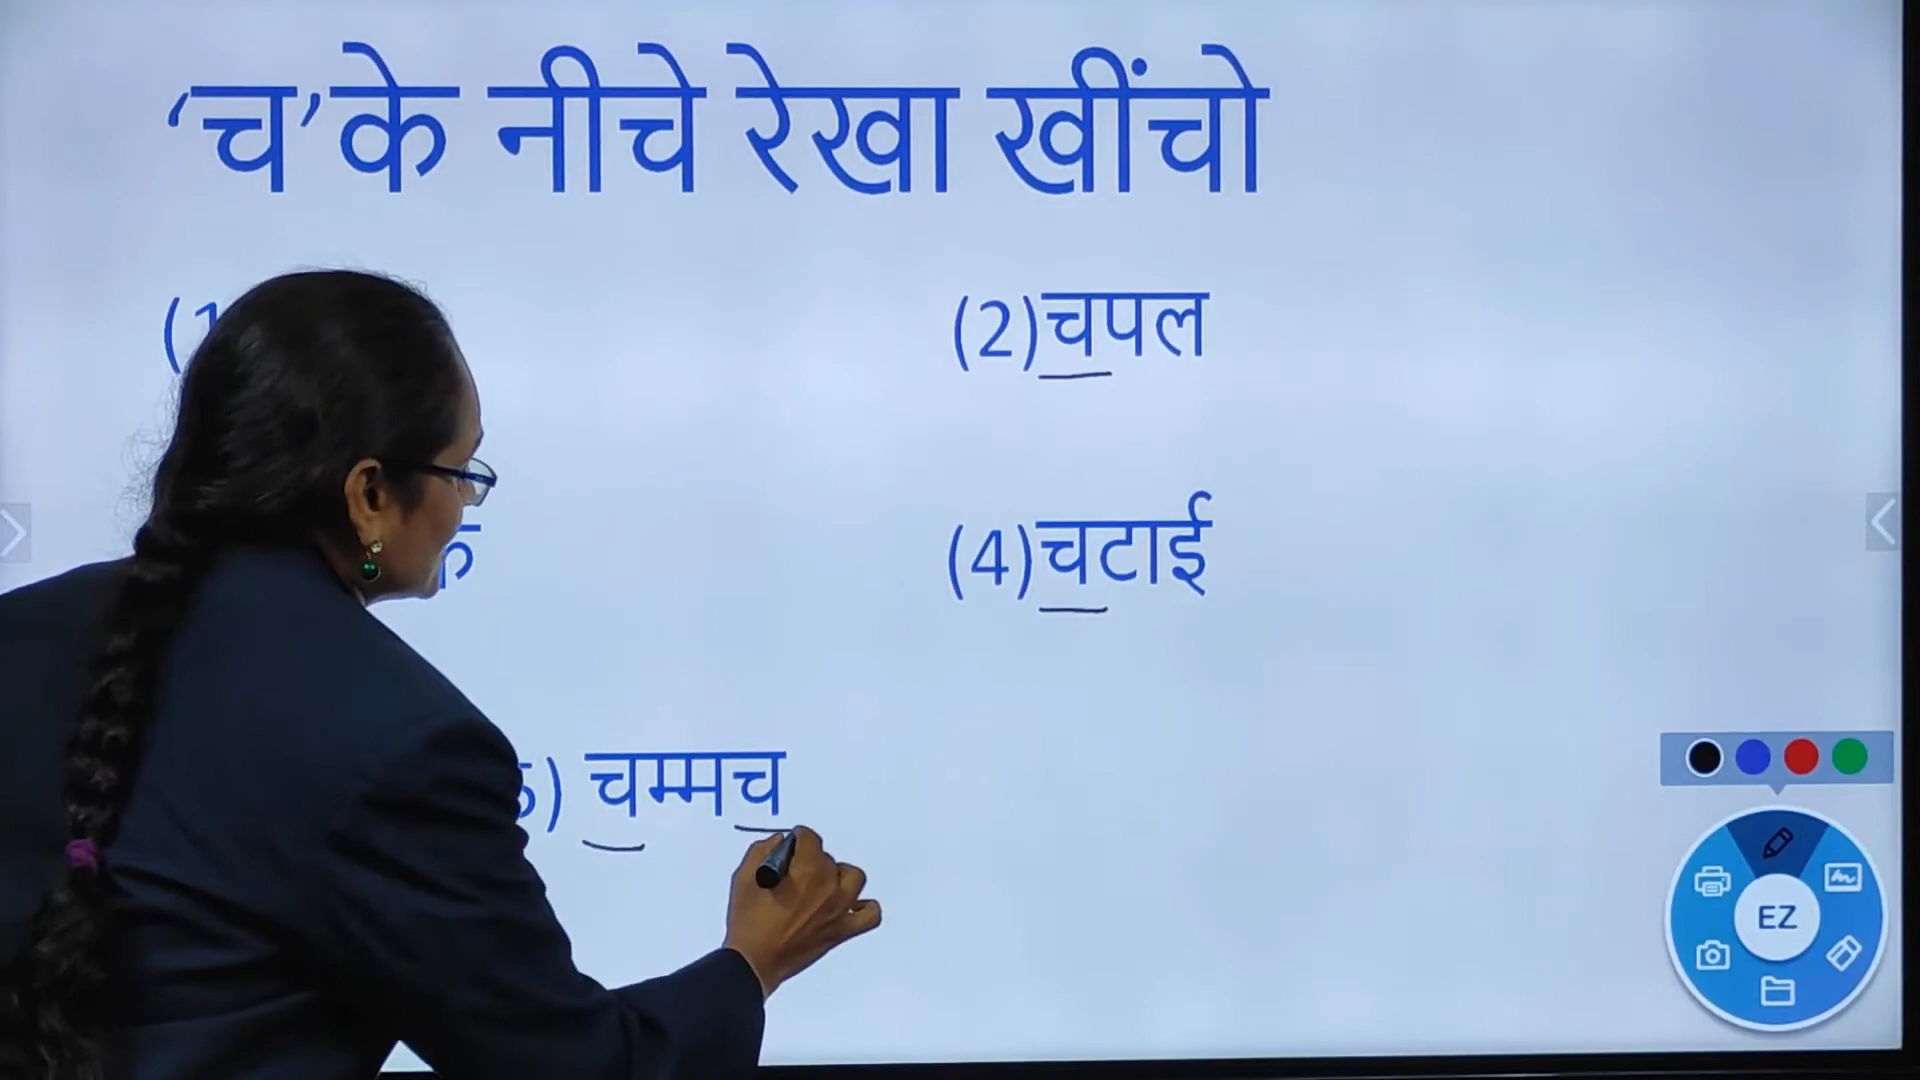 ‘च’ के नीचे रेखा खींचो
(2) चपल
(4) चटाई
चम्मच
EZ